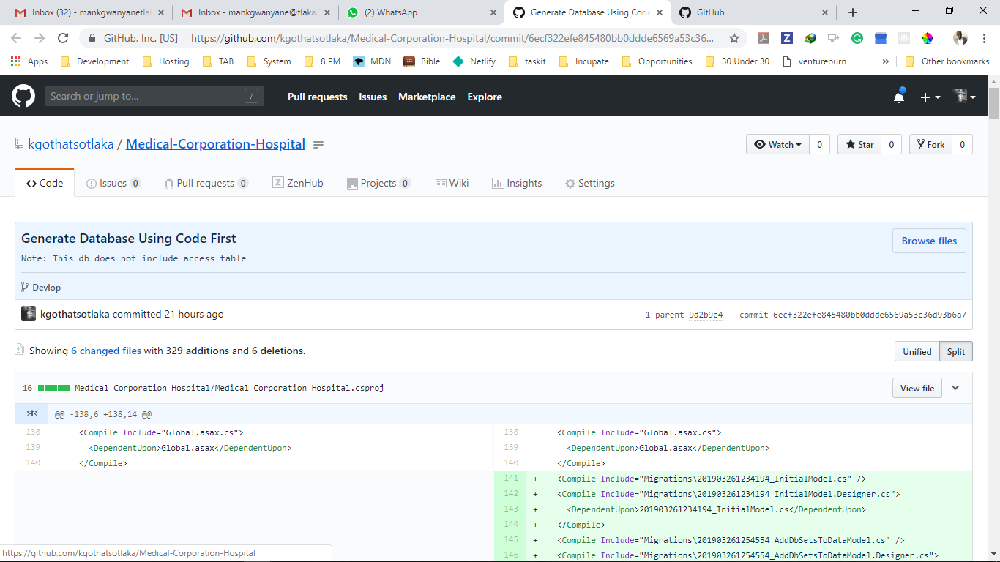 Inbox (32) - mankgwanyanetla
Inbox - mankgwanyane@tlaka.
(2) WhatsApp
Generate Database Using Code
GitHub
GitHub, Inc. [US] | https://github.com/kgothatsotlaka/Medical-Corporation-Hospital/commit/6ecf322efe845480bb0ddde6569a53c36...
Apps Development Hosting TAB System 8 PM MDN Bible Netlify taskit Incupate Opportunities 30 Under 30 ventureburn » Other bookmarks
Search or jump to... / Pull requests Issues Marketplace Explore
kgothatsotlaka / Medical-Corporation-Hospital
Watch 0 Star 0 Fork 0
Code Issues 0 Pull requests 0 ZenHub Projects 0 Wiki Insights Settings
Generate Database Using Code First
Browse files
Note: This db does not include access table
Devlop
kgothatsotlaka committed 21 hours ago
1 parent 9d2b9e4 commit 6ecf322efe845480bb0ddde6569a53c36d93b6a7
Showing 6 changed files with 329 additions and 6 deletions.
Unified Split
16 Medical Corporation Hospital/Medical Corporation Hospital.csproj
View file
@@ -138,6 +138,14 @@
138 <Compile Include="Global.asax.cs">
139 <DependentUpon>Global.asax</DependentUpon>
140 </Compile>
138 <Compile Include="Global.asax.cs">
139 <DependentUpon>Global.asax</DependentUpon>
140 </Compile>
141 + <Compile Include="Migrations\201903261234194_InitialModel.cs" />
142 + <Compile Include="Migrations\201903261234194_InitialModel.Designer.cs">
143 + <DependentUpon>201903261234194_InitialModel.cs</DependentUpon>
144 + </Compile>
145 + <Compile Include="Migrations\201903261254554_AddDbSetsToDataModel.cs" />
146 + <Compile Include="Migrations\201903261254554_AddDbSetsToDataModel.Designer.cs">
https://github.com/kgothatsotlaka/Medical-Corporation-Hospital